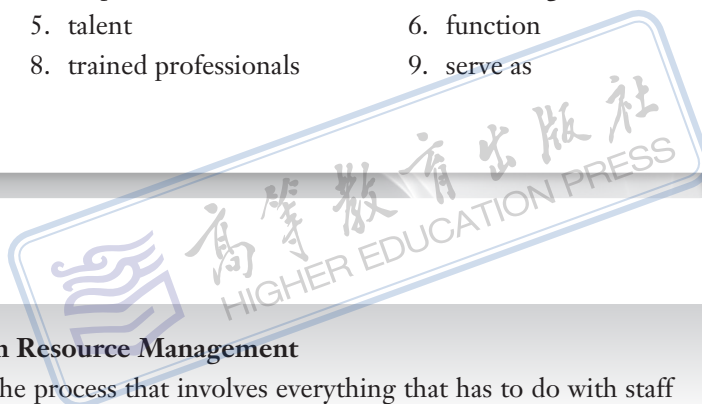 5. talent 6. function
8. trained professionals 9. serve as
高等教育出版社
HIGHER EDUCATION PRESS
Resource Management
he process that involves everything that has to do with staff